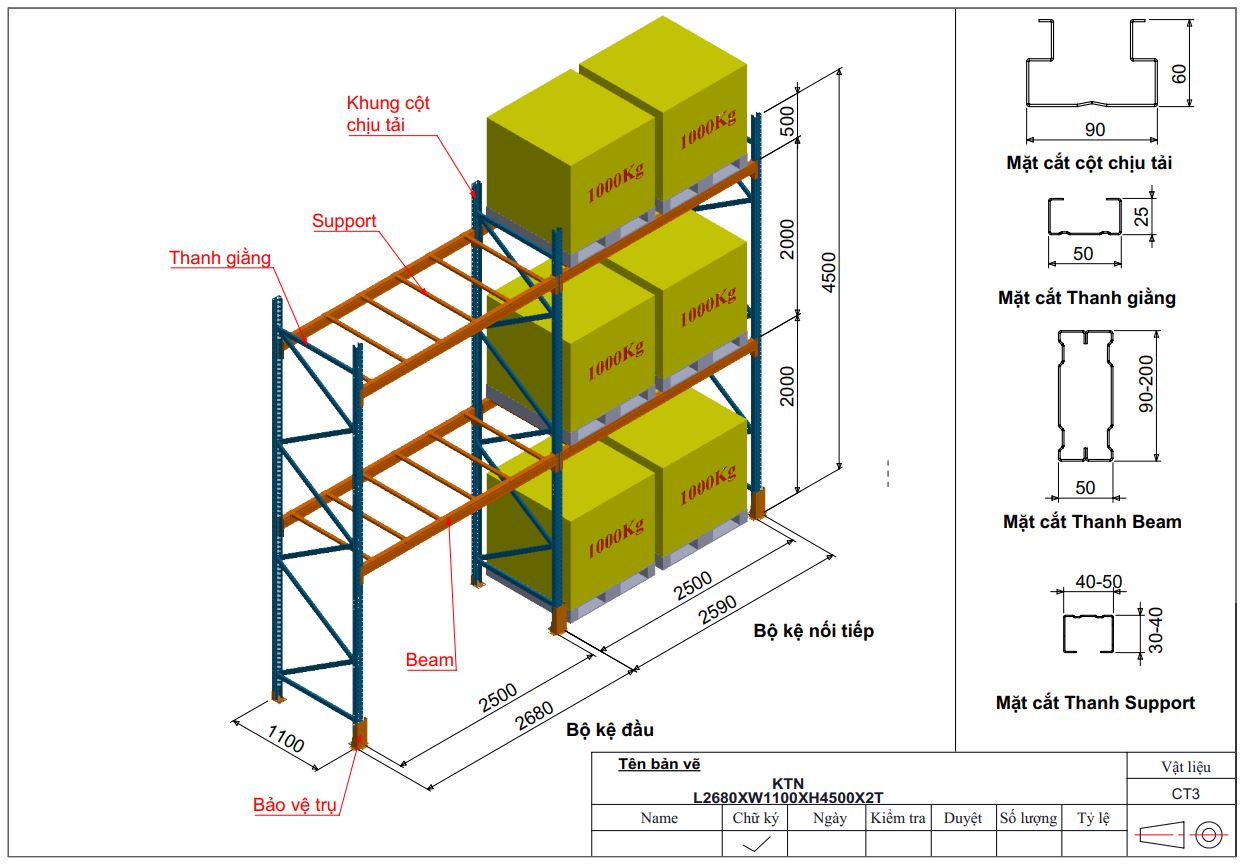 Khung cột
chịu tải
Support
Thanh giằng
1000Kg
1000Kg
1000Kg
1000Kg
1000Kg
1000Kg
500
2000
4500
2000
2500
2590
Bộ kệ nối tiếp
Beam
2500
2680
Bộ kệ đầu
1100
Bảo vệ trụ
60
90
Mặt cắt cột chịu tải
25
50
Mặt cắt Thanh giằng
90-200
50
Mặt cắt Thanh Beam
40-50
30-40
Mặt cắt Thanh Support
Tên bản vẽ
KTN
L2680XW1100XH4500X2T
Vật liệu
CT3
Name Chữ ký Ngày Kiểm tra Duyệt Số lượng Tỷ lệ